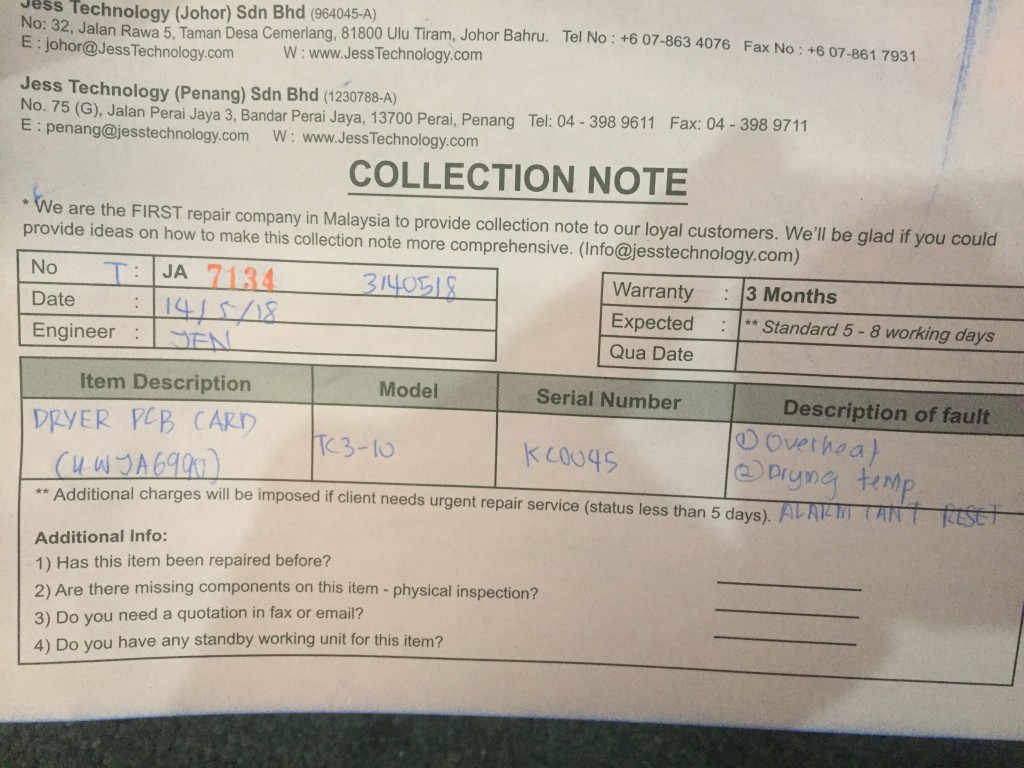 Jess Technology (Johor) Sdn Bhd (964045-A)
No: 32, Jalan Rawa 5, Taman Desa Cemerlang, 81800 Ulu Tiram, Johor Bahru. Tel No : +6 07-863 4076 Fax No : +6 07-861 7931
E : johor@JessTechnology.com W : www.JessTechnology.com
Jess Technology (Penang) Sdn Bhd (1230788-A)
No. 75 (G), Jalan Perai Jaya 3, Bandar Perai Jaya, 13700 Perai, Penang Tel: 04 - 398 9611 Fax: 04 - 398 9711
E : penang@jesstechnology.com W : www.JessTechnology.com
COLLECTION NOTE
* We are the FIRST repair company in Malaysia to provide collection note to our loyal customers. We'll be glad if you could
provide ideas on how to make this collection note more comprehensive. (Info@jesstechnology.com)
No T : JA 7134 3140518
Date : 14/5/18
Engineer : JEN
Warranty : 3 Months
Expected : ** Standard 5 - 8 working days
Qua Date
Item Description Model Serial Number Description of fault
DRYER PCB CARD TC3-10 KC0045 ① Overheat
② Drying temp
** Additional charges will be imposed if client needs urgent repair service (status less than 5 days). ALARM CAN'T RESET
Additional Info:
1) Has this item been repaired before?
2) Are there missing components on this item - physical inspection?
3) Do you need a quotation in fax or email?
4) Do you have any standby working unit for this item?